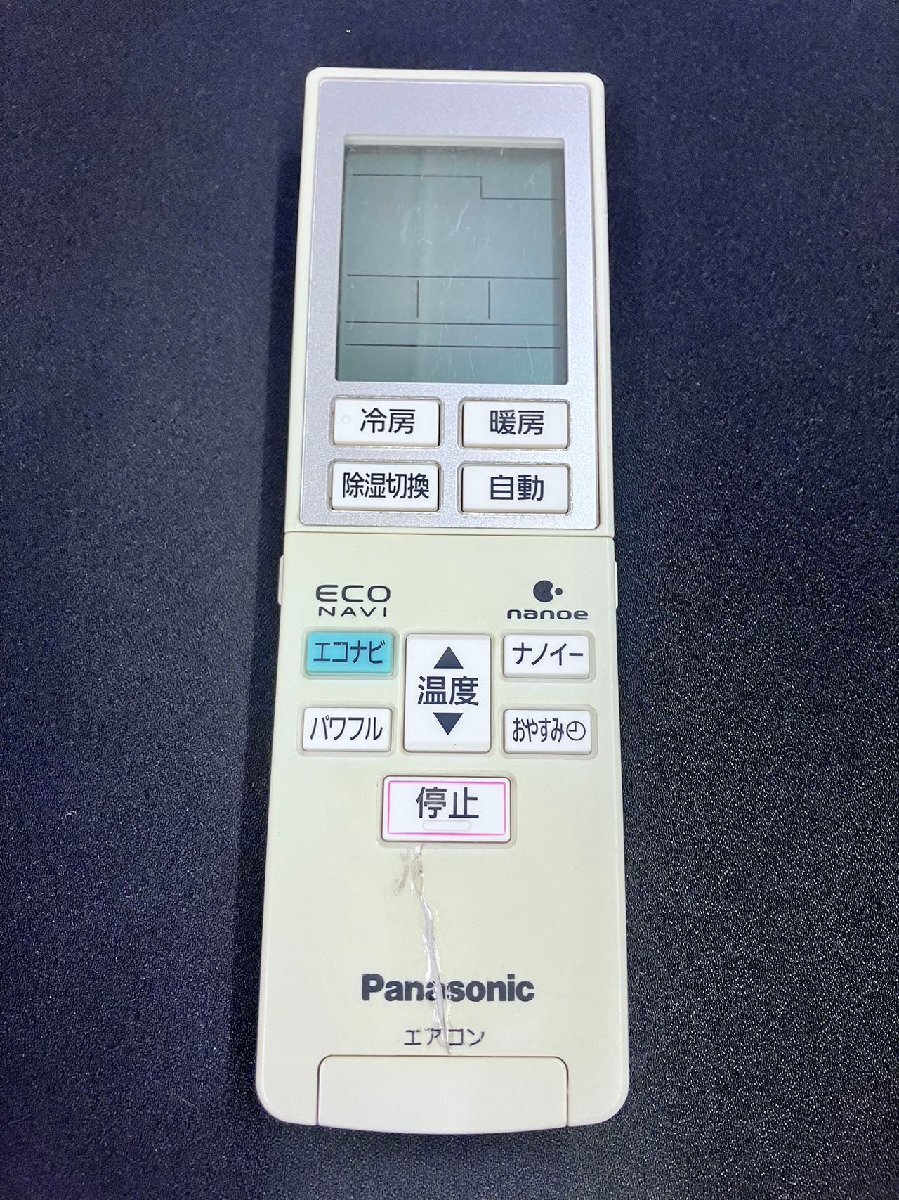 冷房 暖房
除湿切換 自動
ECO NAVI nanoe
エコナビ ▲ ナノイー
温度
パワフル ▼ おやすみ
停止
Panasonic
エアコン